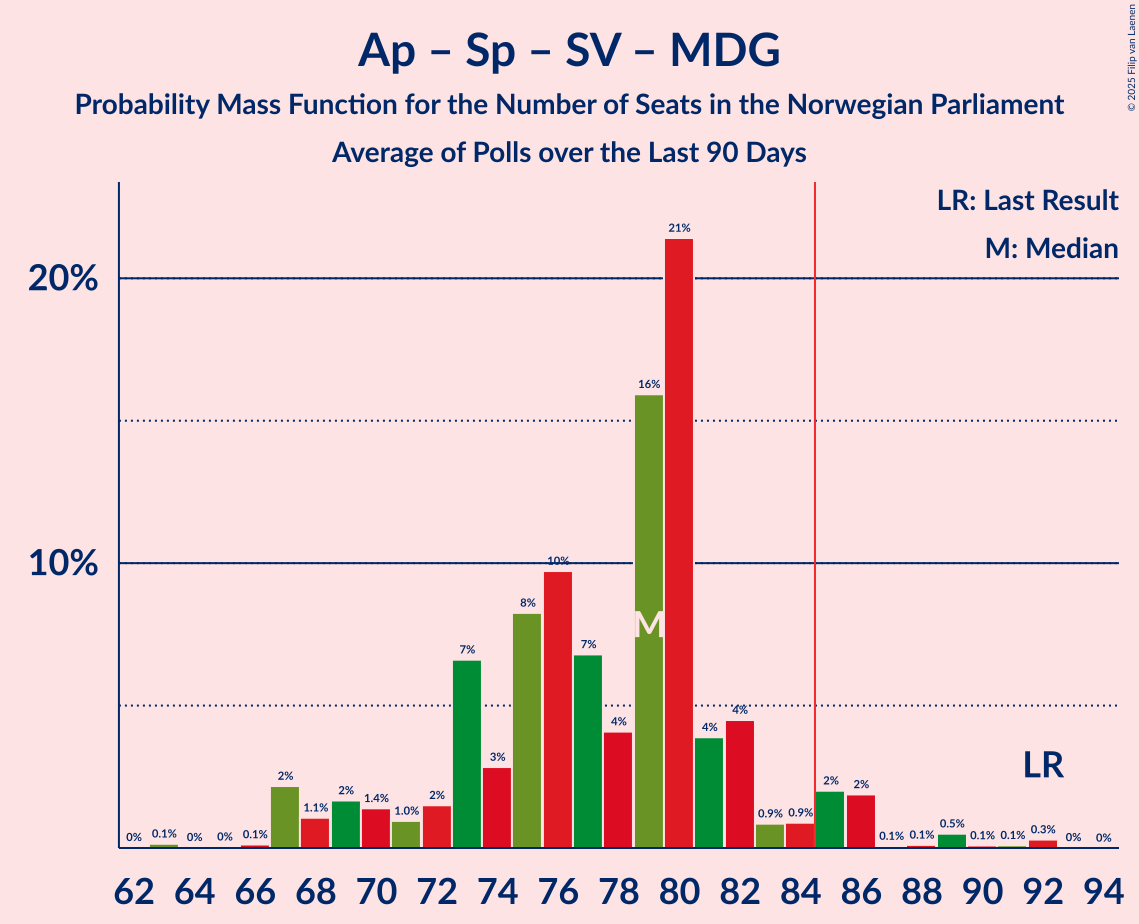 Ap – Sp – SV – MDG
Probability Mass Function for the Number of Seats in the Norwegian Parliament
Average of Polls over the Last 90 Days
© 2025 Filip van Laenen
LR: Last Result
M: Median
20%
10%
0% 0.1% 0% 0% 0.1% 2% 1.1% 2% 1.4% 1.0% 2% 7% 3% 8% 10% 7% 4% 16% 21% 4% 4% 0.9% 0.9% 2% 2% 0.1% 0.1% 0.5% 0.1% 0.1% 0.3% 0% 0%
M
LR
62 64 66 68 70 72 74 76 78 80 82 84 86 88 90 92 94